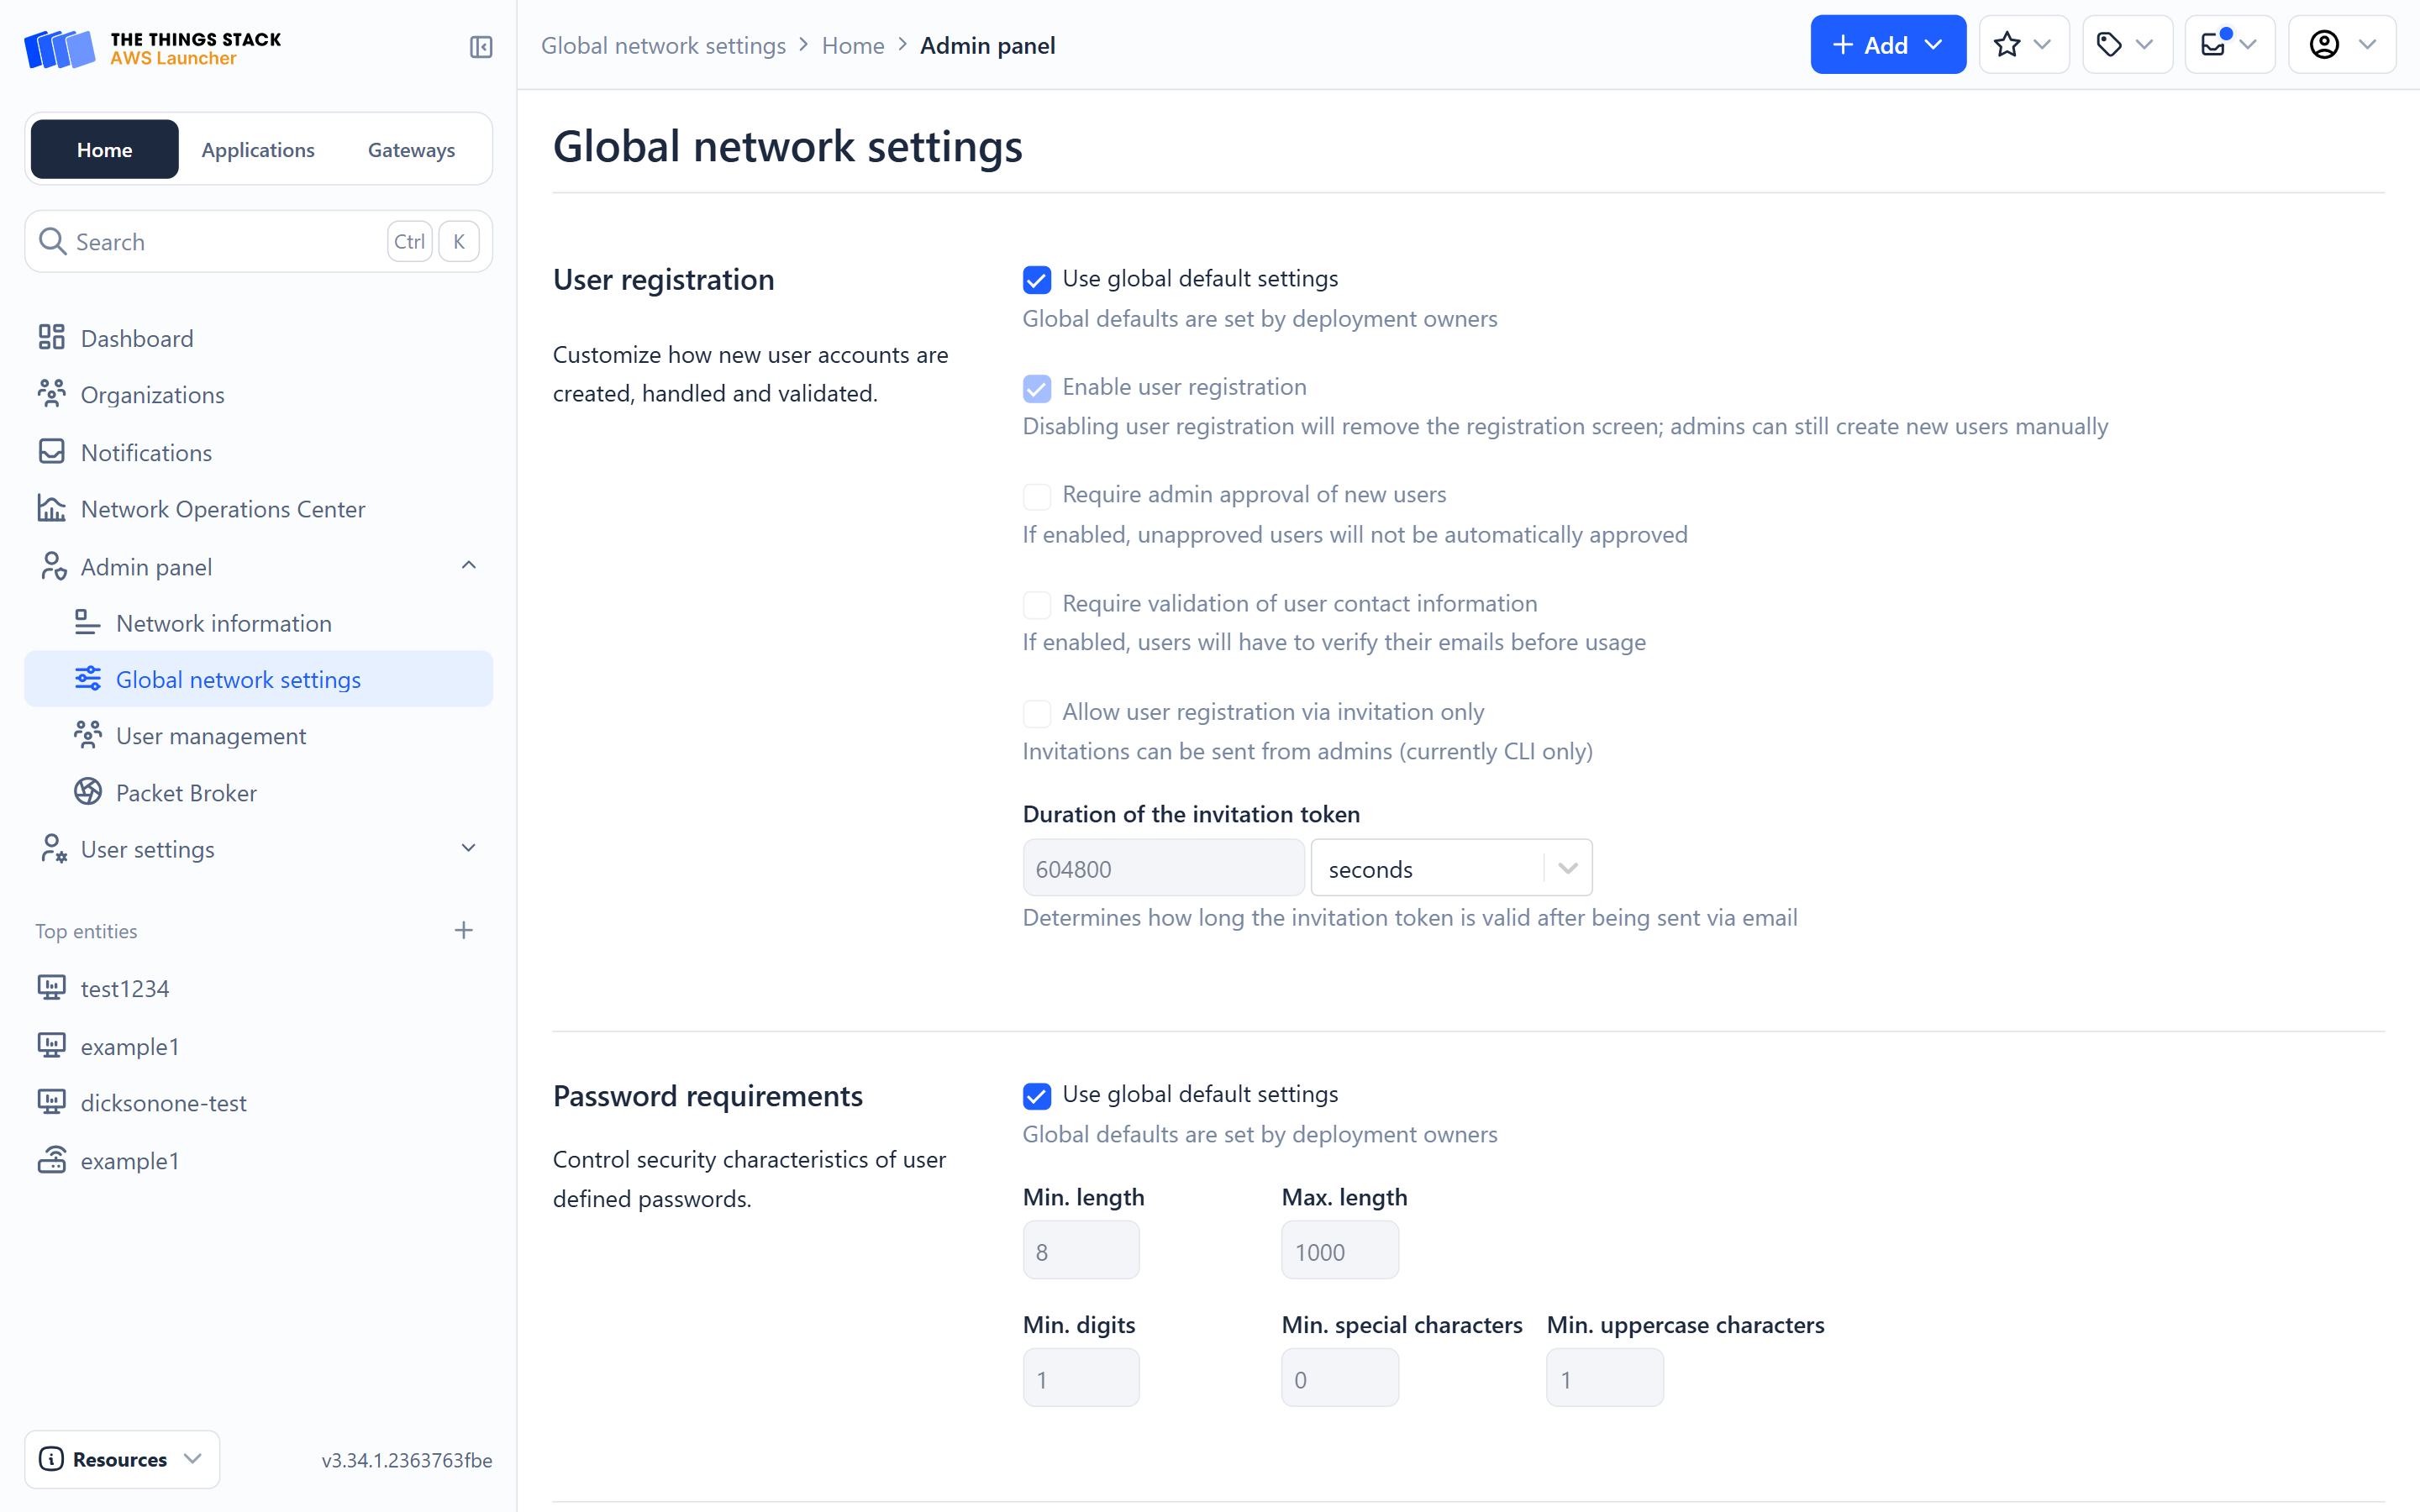 THE THINGS STACK
AWS Launcher
Home
Applications
Gateways
Search
Ctrl
K
Dashboard
Organizations
Notifications
Network Operations Center
Admin panel
Network information
Global network settings
User management
Packet Broker
User settings
Top entities
test1234
example1
dicksonone-test
example1
Resources
v3.34.1.2363763fbe
Global network settings > Home > Admin panel
Add
Global network settings
User registration
Customize how new user accounts are
created, handled and validated.
Use global default settings
Global defaults are set by deployment owners
Enable user registration
Disabling user registration will remove the registration screen; admins can still create new users manually
Require admin approval of new users
If enabled, unapproved users will not be automatically approved
Require validation of user contact information
If enabled, users will have to verify their emails before usage
Allow user registration via invitation only
Invitations can be sent from admins (currently CLI only)
Duration of the invitation token
604800
seconds
Determines how long the invitation token is valid after being sent via email
Password requirements
Control security characteristics of user
defined passwords.
Use global default settings
Global defaults are set by deployment owners
Min. length
Max. length
8
1000
Min. digits
Min. special characters
Min. uppercase characters
1
0
1